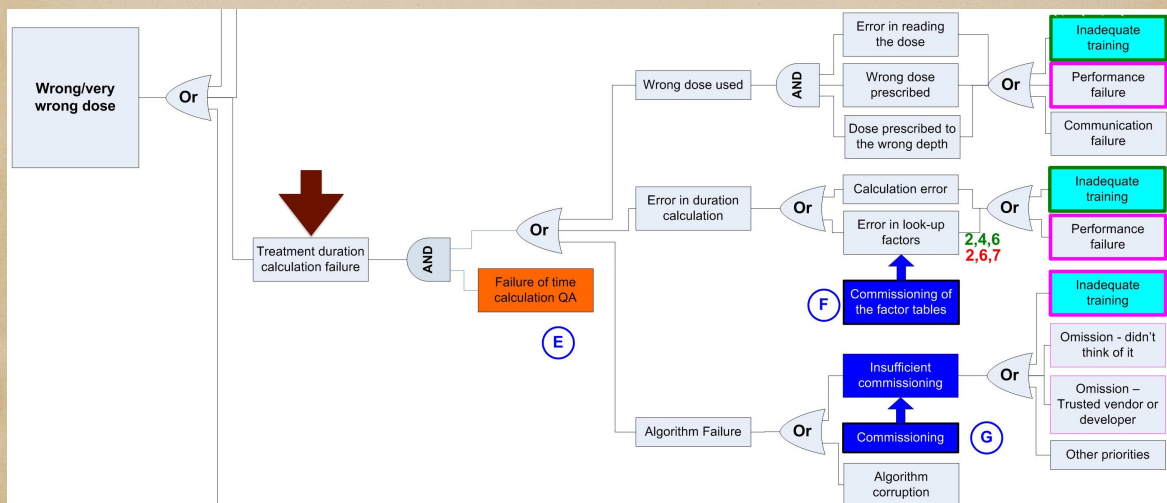 Wrong/very
wrong dose
Or
Treatment duration
calculation failure
AND
Failure of time
calculation QA
E
Or
Wrong dose used
AND
Error in reading
the dose
Wrong dose
prescribed
Dose prescribed to
the wrong depth
Or
Inadequate
training
Performance
failure
Communication
failure
Error in duration
calculation
Or
Calculation error
Error in look-up
factors
2,4,6
2,6,7
F
Commissioning of
the factor tables
Or
Inadequate
training
Performance
failure
Algorithm Failure
Or
Insufficient
commissioning
Commissioning
G
Algorithm
corruption
Or
Inadequate
training
Omission - didn't
think of it
Omission –
Trusted vendor or
developer
Other priorities